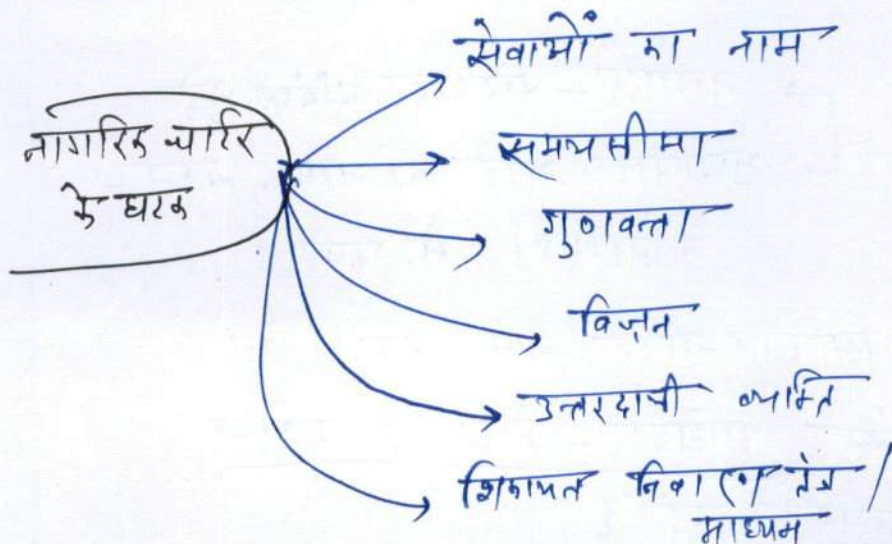 नागरिक चार्टर
के घटक
सेवाओं का नाम
समयसीमा
गुणवत्ता
विज़न
उत्तरदायी व्यक्ति
शिकायत निवारण तंत्र /
माध्यम